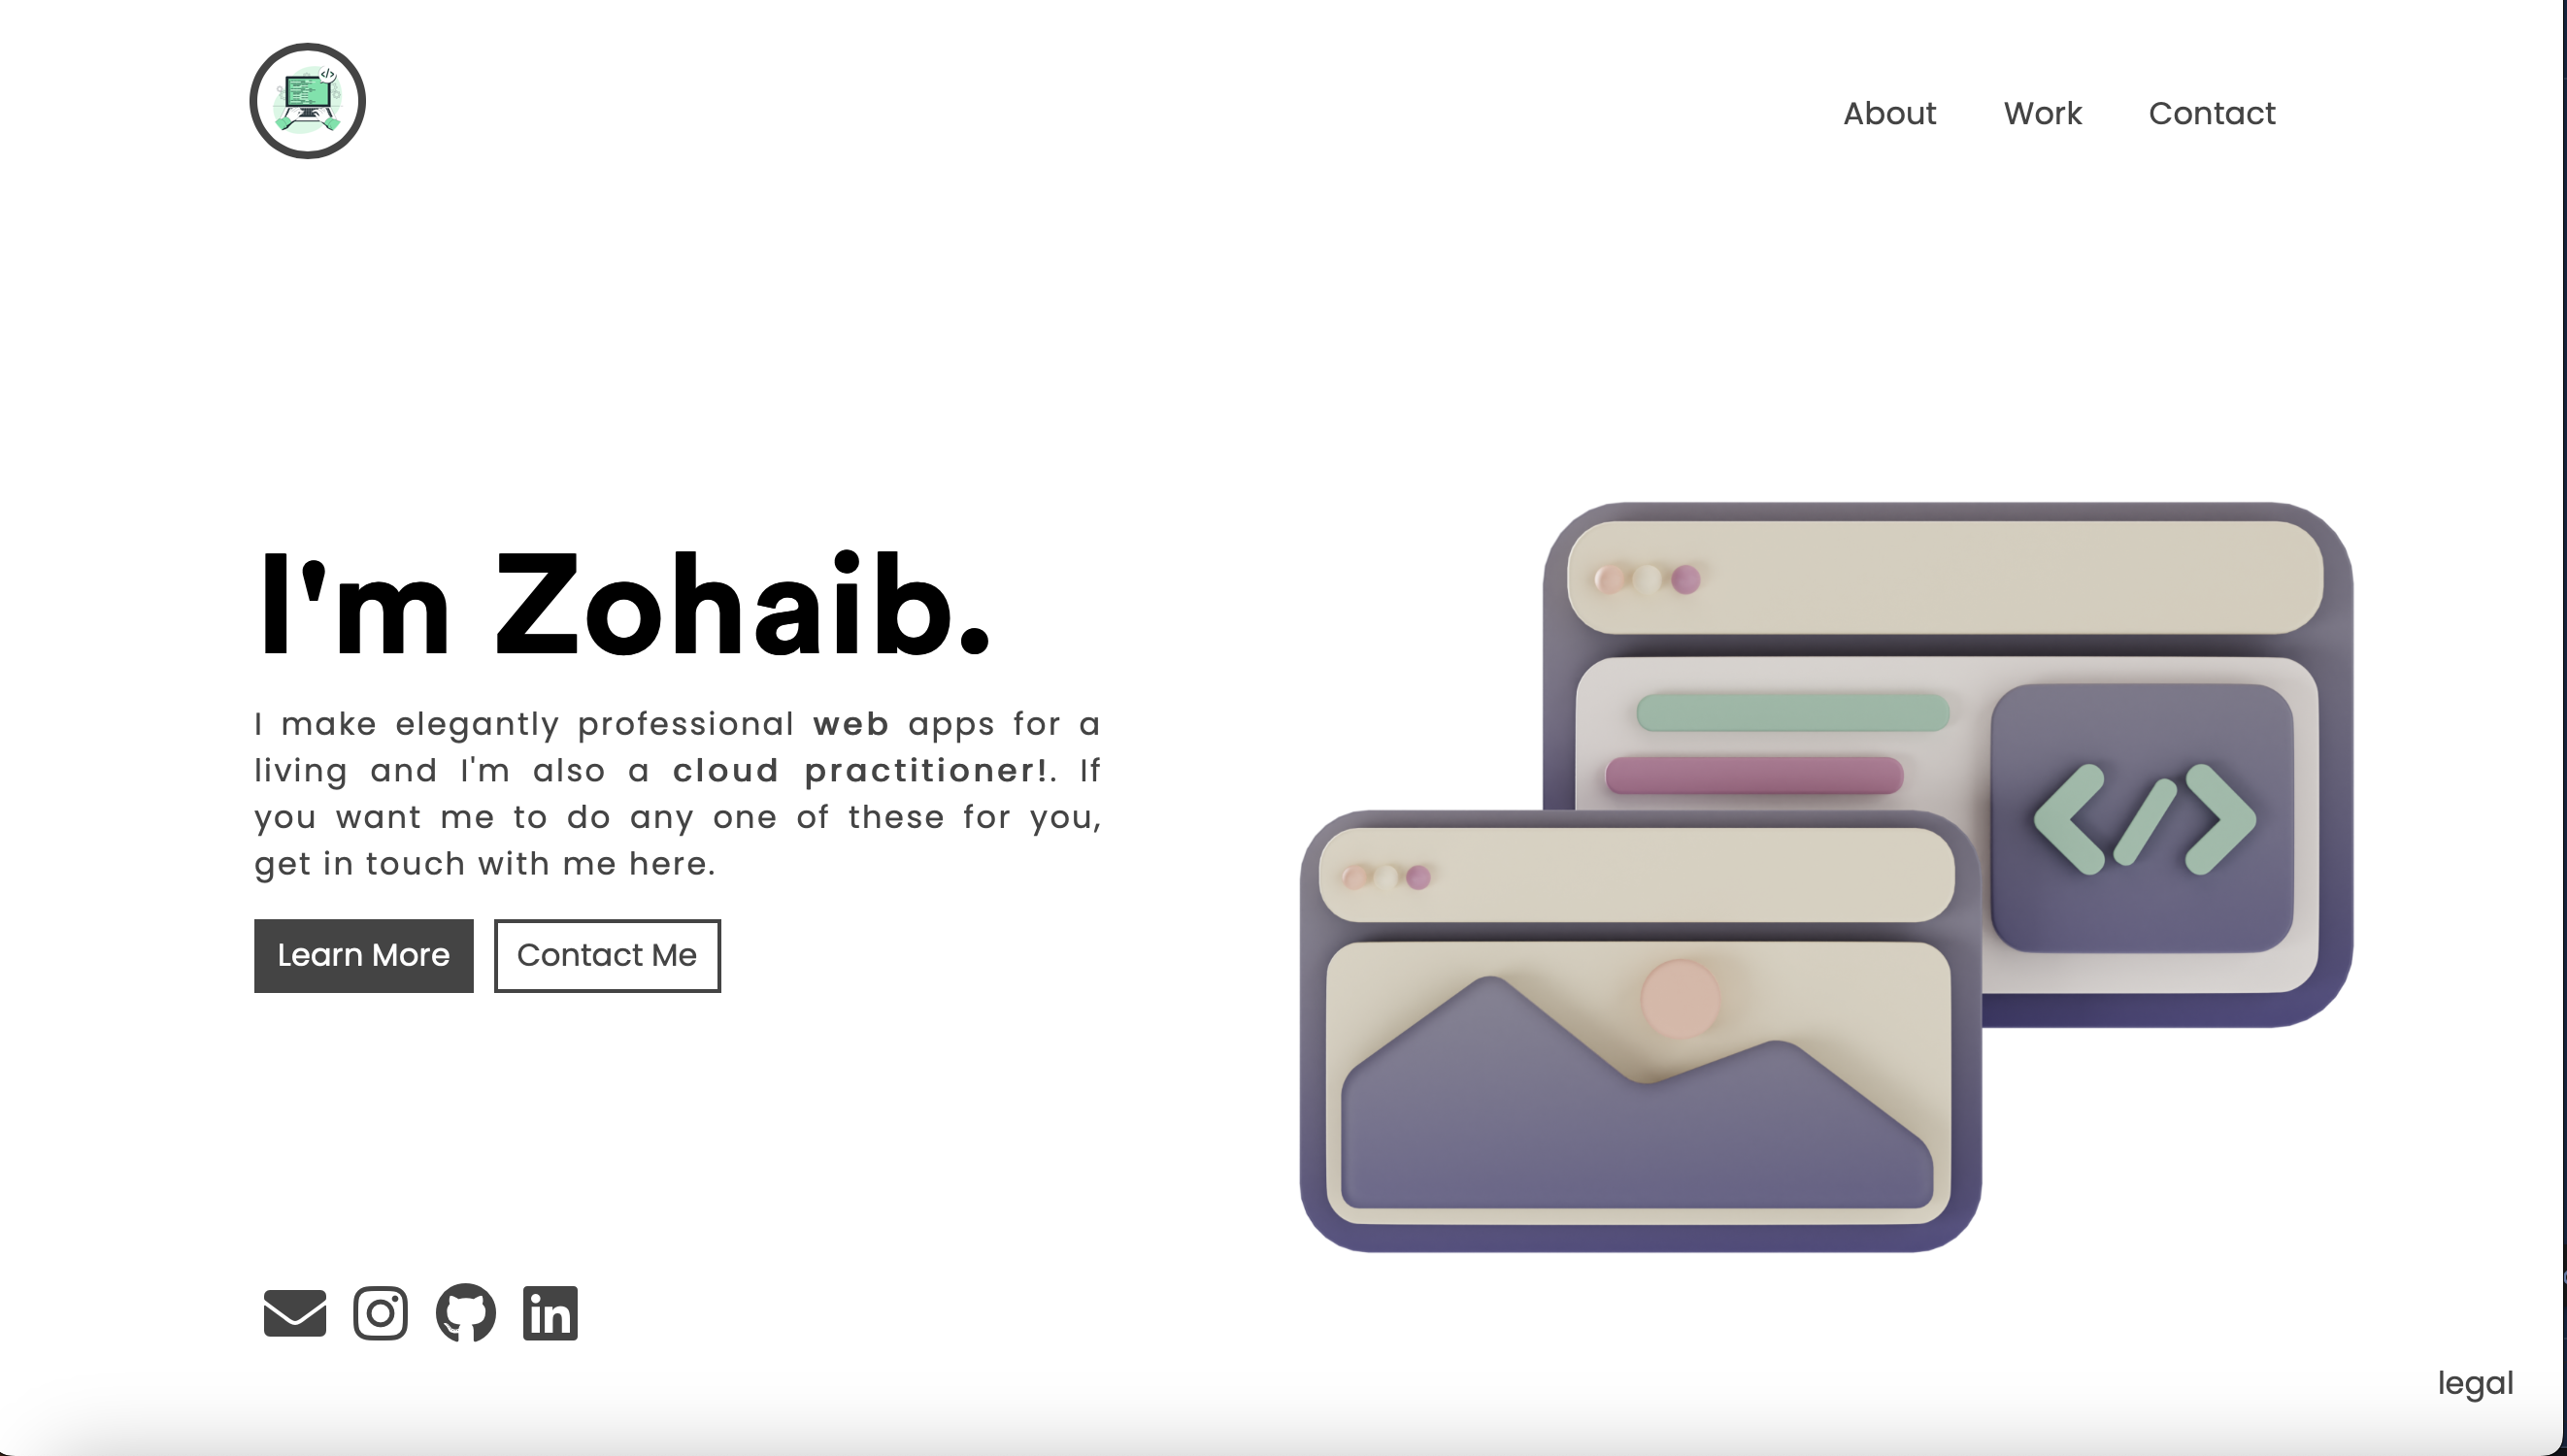 About Work Contact
I'm Zohaib.
I make elegantly professional web apps for a
living and I'm also a cloud practitioner!. If
you want me to do any one of these for you,
get in touch with me here.
Learn More Contact Me
in
legal